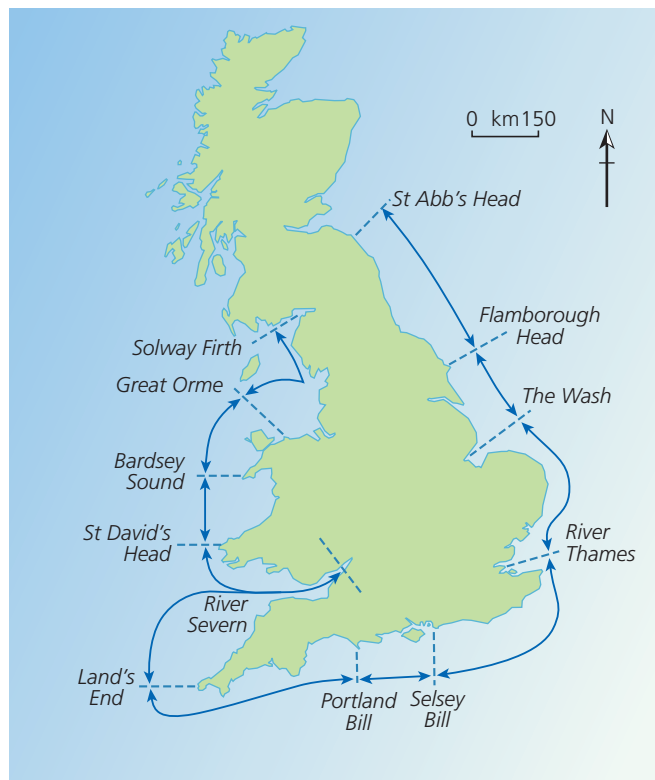 0 km150
N
St Abb's Head
Flamborough
Head
Solway Firth
Great Orme
The Wash
Bardsey
Sound
St David's
Head
River
Thames
River
Severn
Land's
End
Portland
Bill
Selsey
Bill